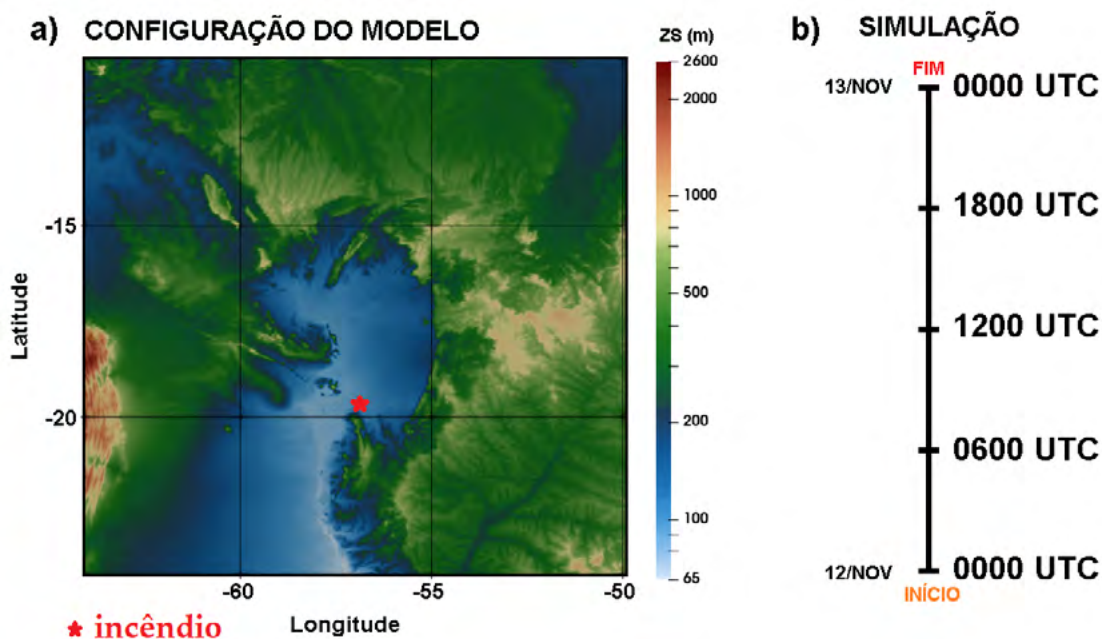 a) CONFIGURAÇÃO DO MODELO
ZS (m)
2600
2000
1000
500
200
100
65
Latitude
-15
-20
-60
-55
-50
Longitude
★ incêndio
b) SIMULAÇÃO
FIM
13/NOV 0000 UTC
1800 UTC
1200 UTC
0600 UTC
12/NOV 0000 UTC
INÍCIO